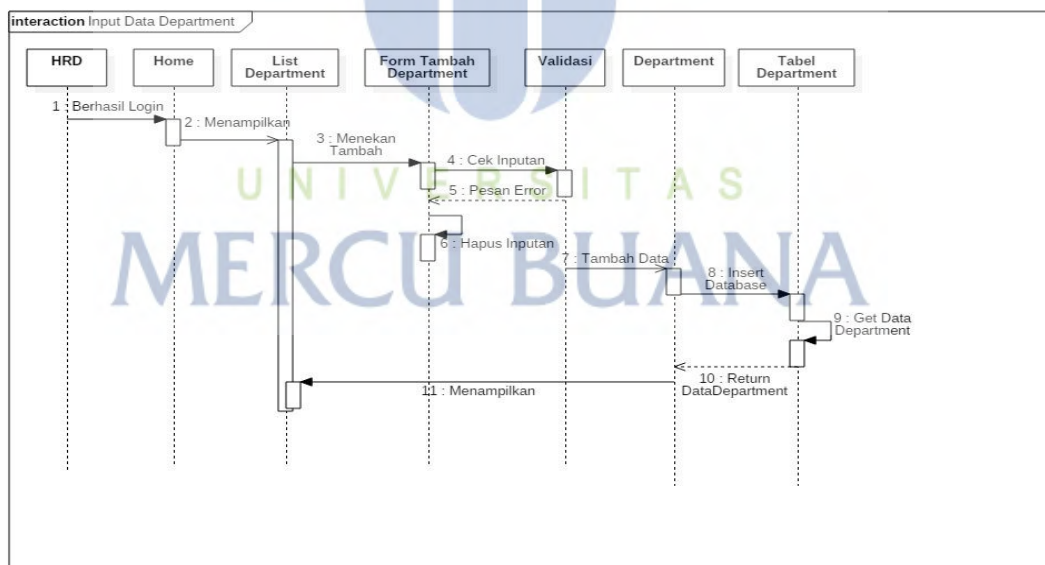 interaction Input Data Department
HRD
Home
List
Department
Form Tambah
Department
Validasi
Department
Tabel
Department
1 : Berhasil Login
2 : Menampilkan
3 : Menekan
Tambah
4 : Cek Inputan
5 : Pesan Error
6 : Hapus Inputan
7 : Tambah Data
8 : Insert
Database
9 : Get Data
Department
10 : Return
DataDepartment
11 : Menampilkan
UNIVERSITAS
MERCU BUANA